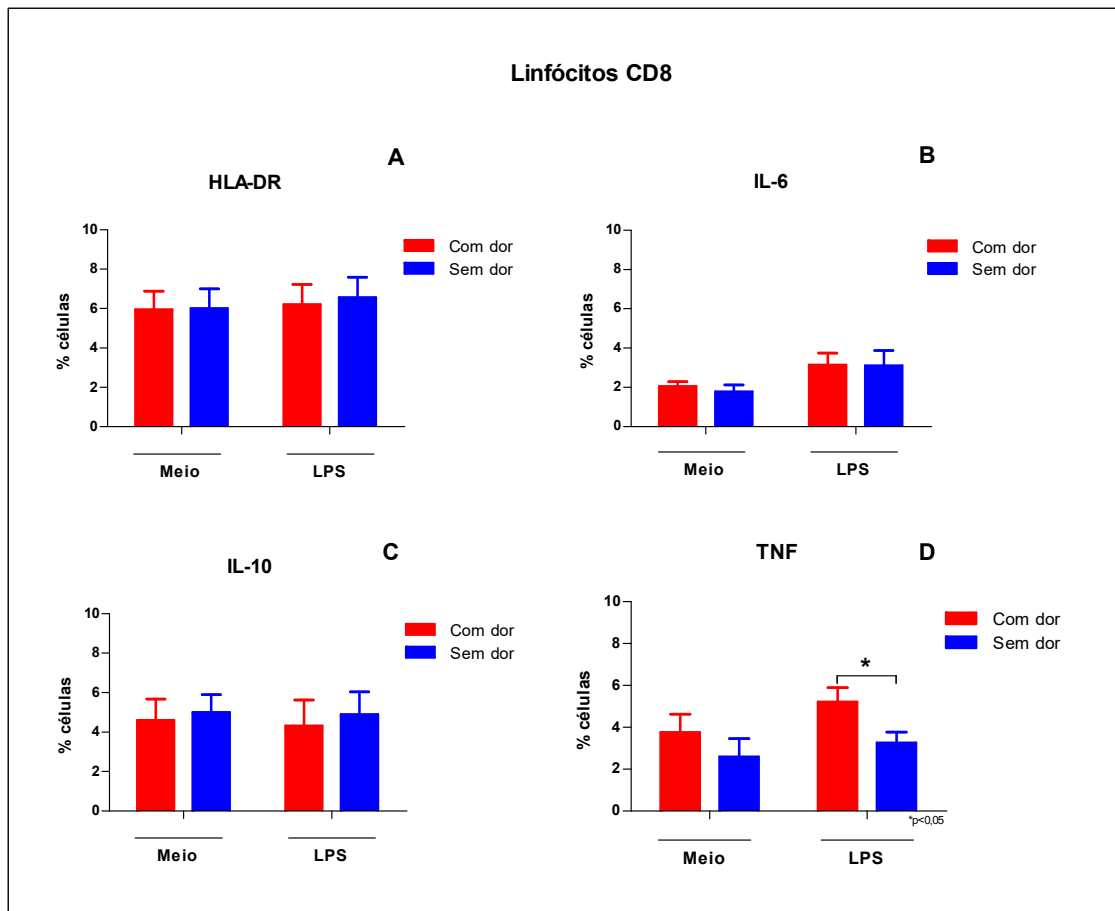 Linfócitos CD8
A
HLA-DR
% células
10
8
6
4
2
0
Com dor
Sem dor
Meio
LPS
B
IL-6
% células
10
8
6
4
2
0
Com dor
Sem dor
Meio
LPS
C
IL-10
% células
10
8
6
4
2
0
Com dor
Sem dor
Meio
LPS
D
TNF
% células
10
8
6
4
2
0
*
Com dor
Sem dor
*p<0,05
Meio
LPS